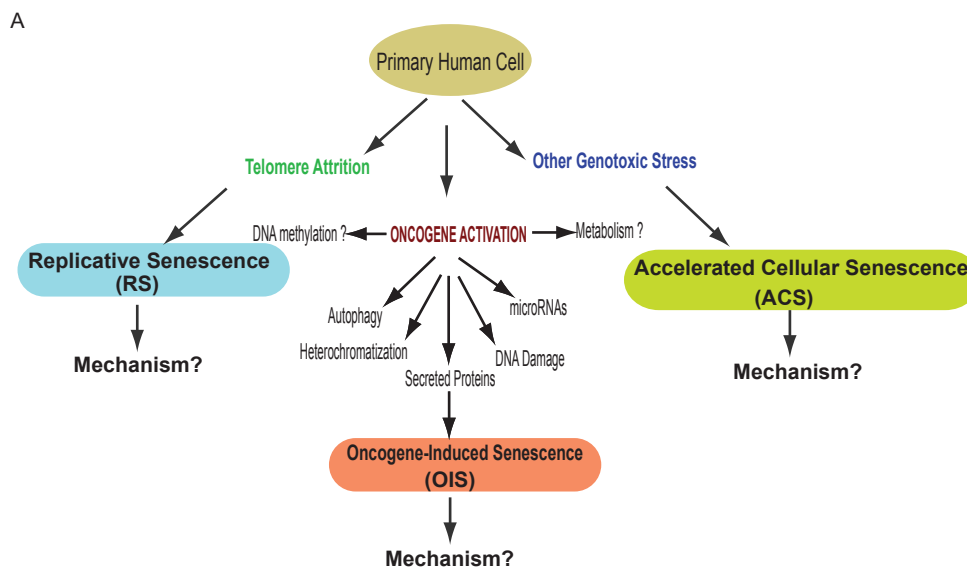 A
Primary Human Cell
Telomere Attrition
Other Genotoxic Stress
DNA methylation ?
ONCOGENE ACTIVATION
Metabolism ?
Replicative Senescence
(RS)
Accelerated Cellular Senescence
(ACS)
Autophagy
microRNAs
Heterochromatization
DNA Damage
Secreted Proteins
Mechanism?
Mechanism?
Oncogene-Induced Senescence
(OIS)
Mechanism?